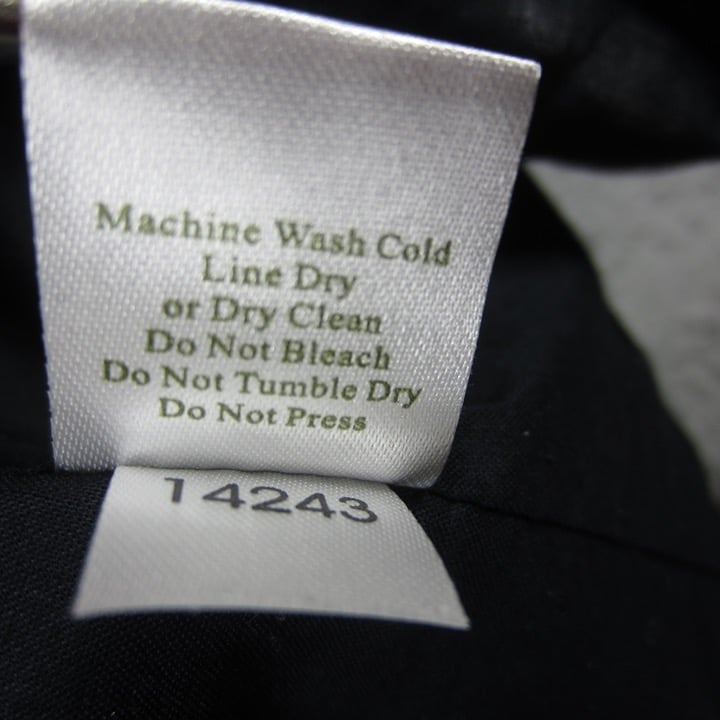 Machine Wash Cold
Line Dry
or Dry Clean
Do Not Bleach
Do Not Tumble Dry
Do Not Press
14243